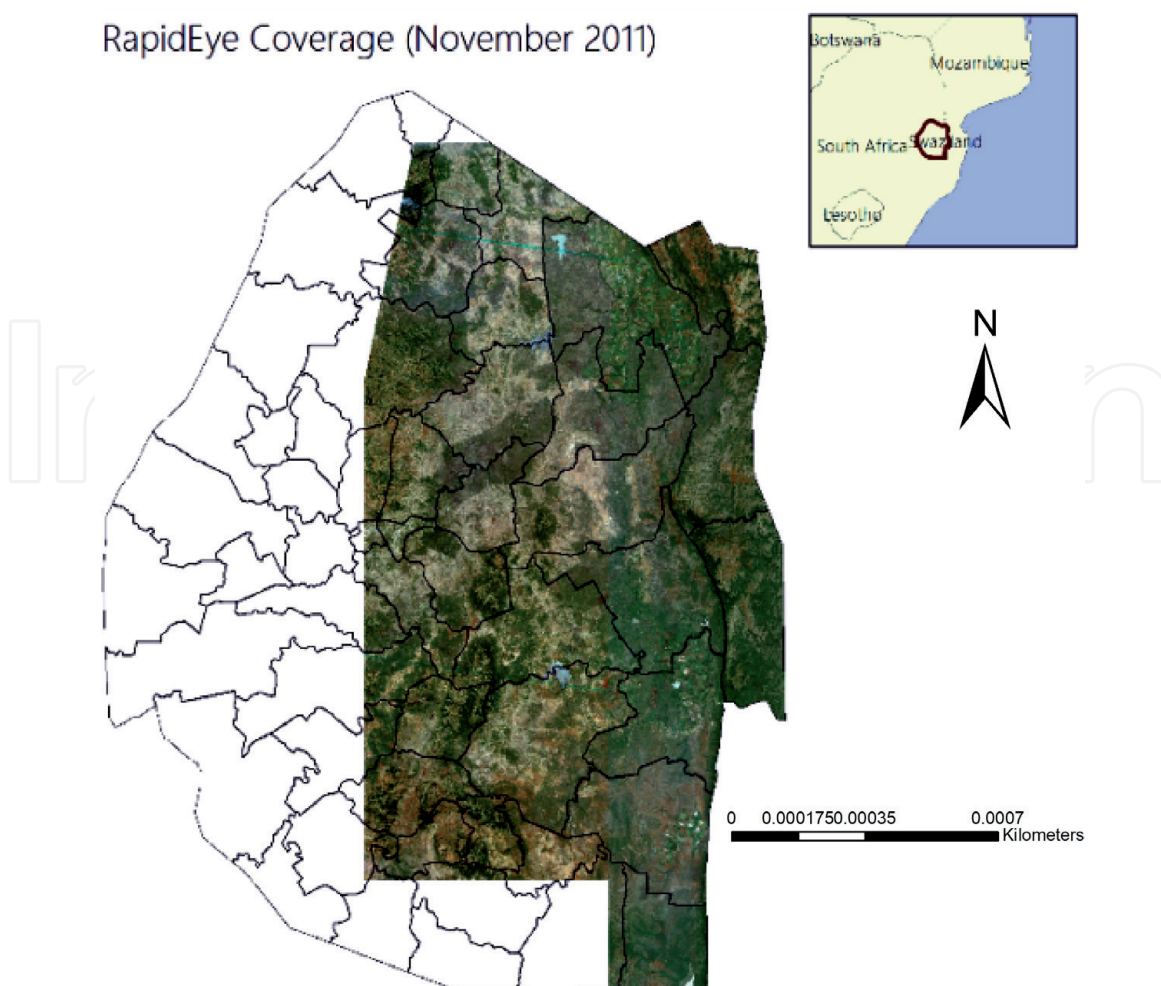 RapidEye Coverage (November 2011)
Botswana
Mozambique
South Africa
Swaziland
Lesotho
N
0 0.0001750.00035 0.0007
Kilometers